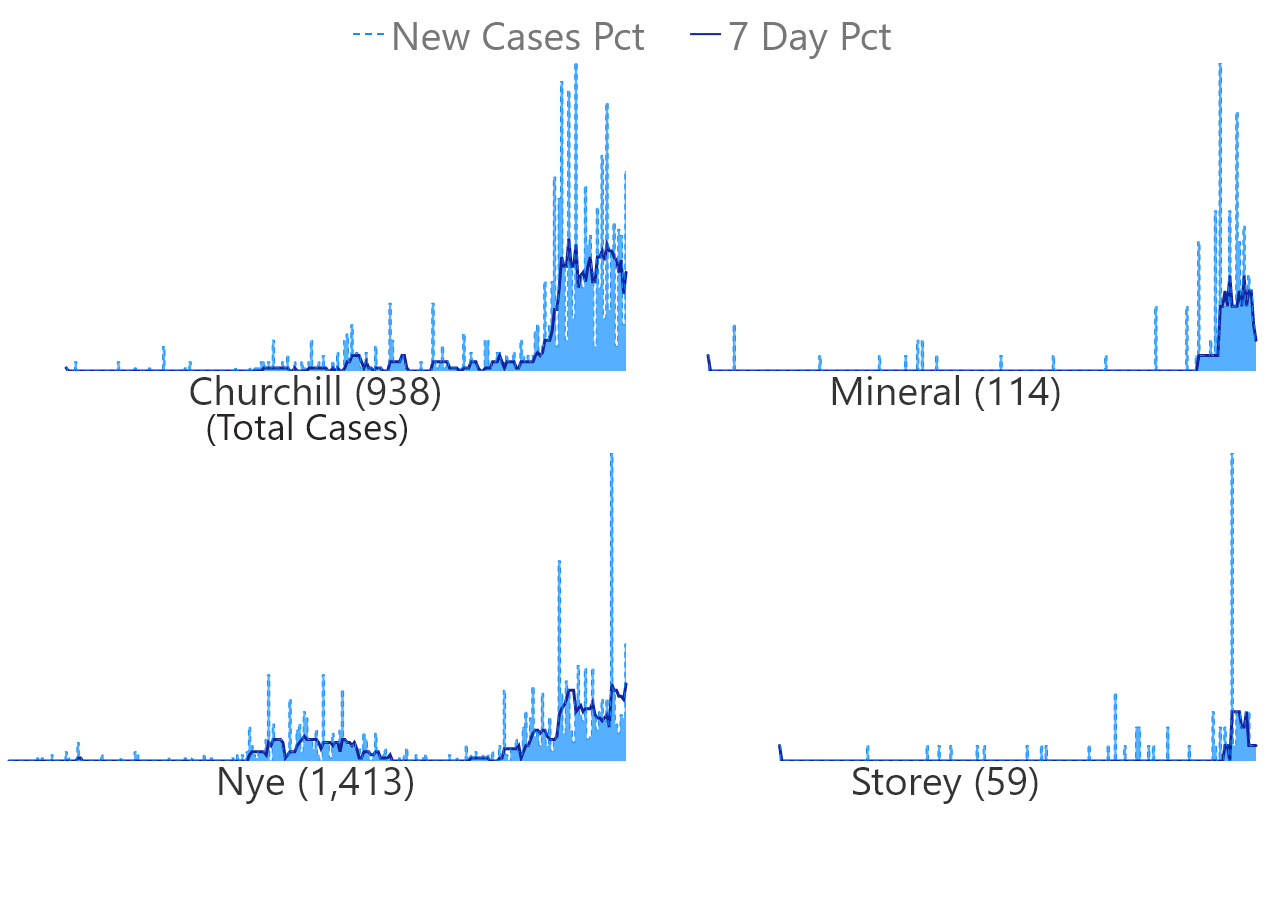 New Cases Pct 7 Day Pct
Churchill (938) Mineral (114)
(Total Cases)
Nye (1,413) Storey (59)